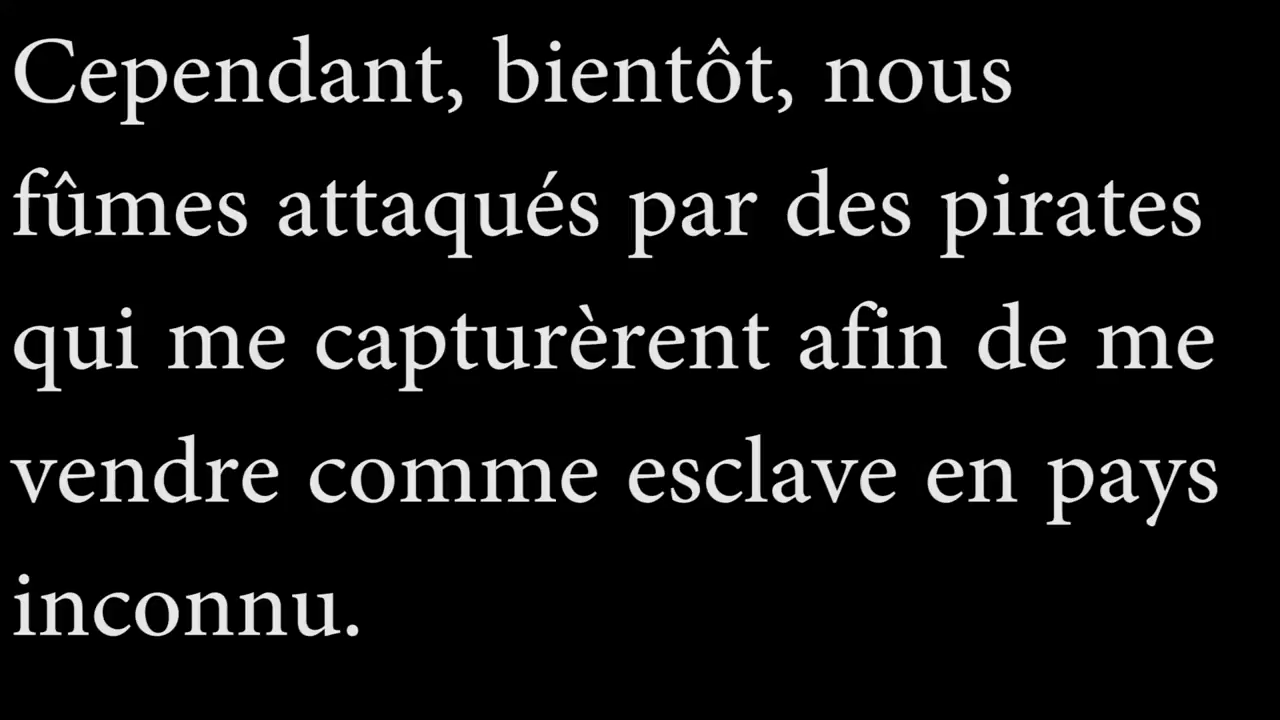 Cependant, bientôt, nous
fûmes attaqués par des pirates
qui me capturèrent afin de me
vendre comme esclave en pays
inconnu.